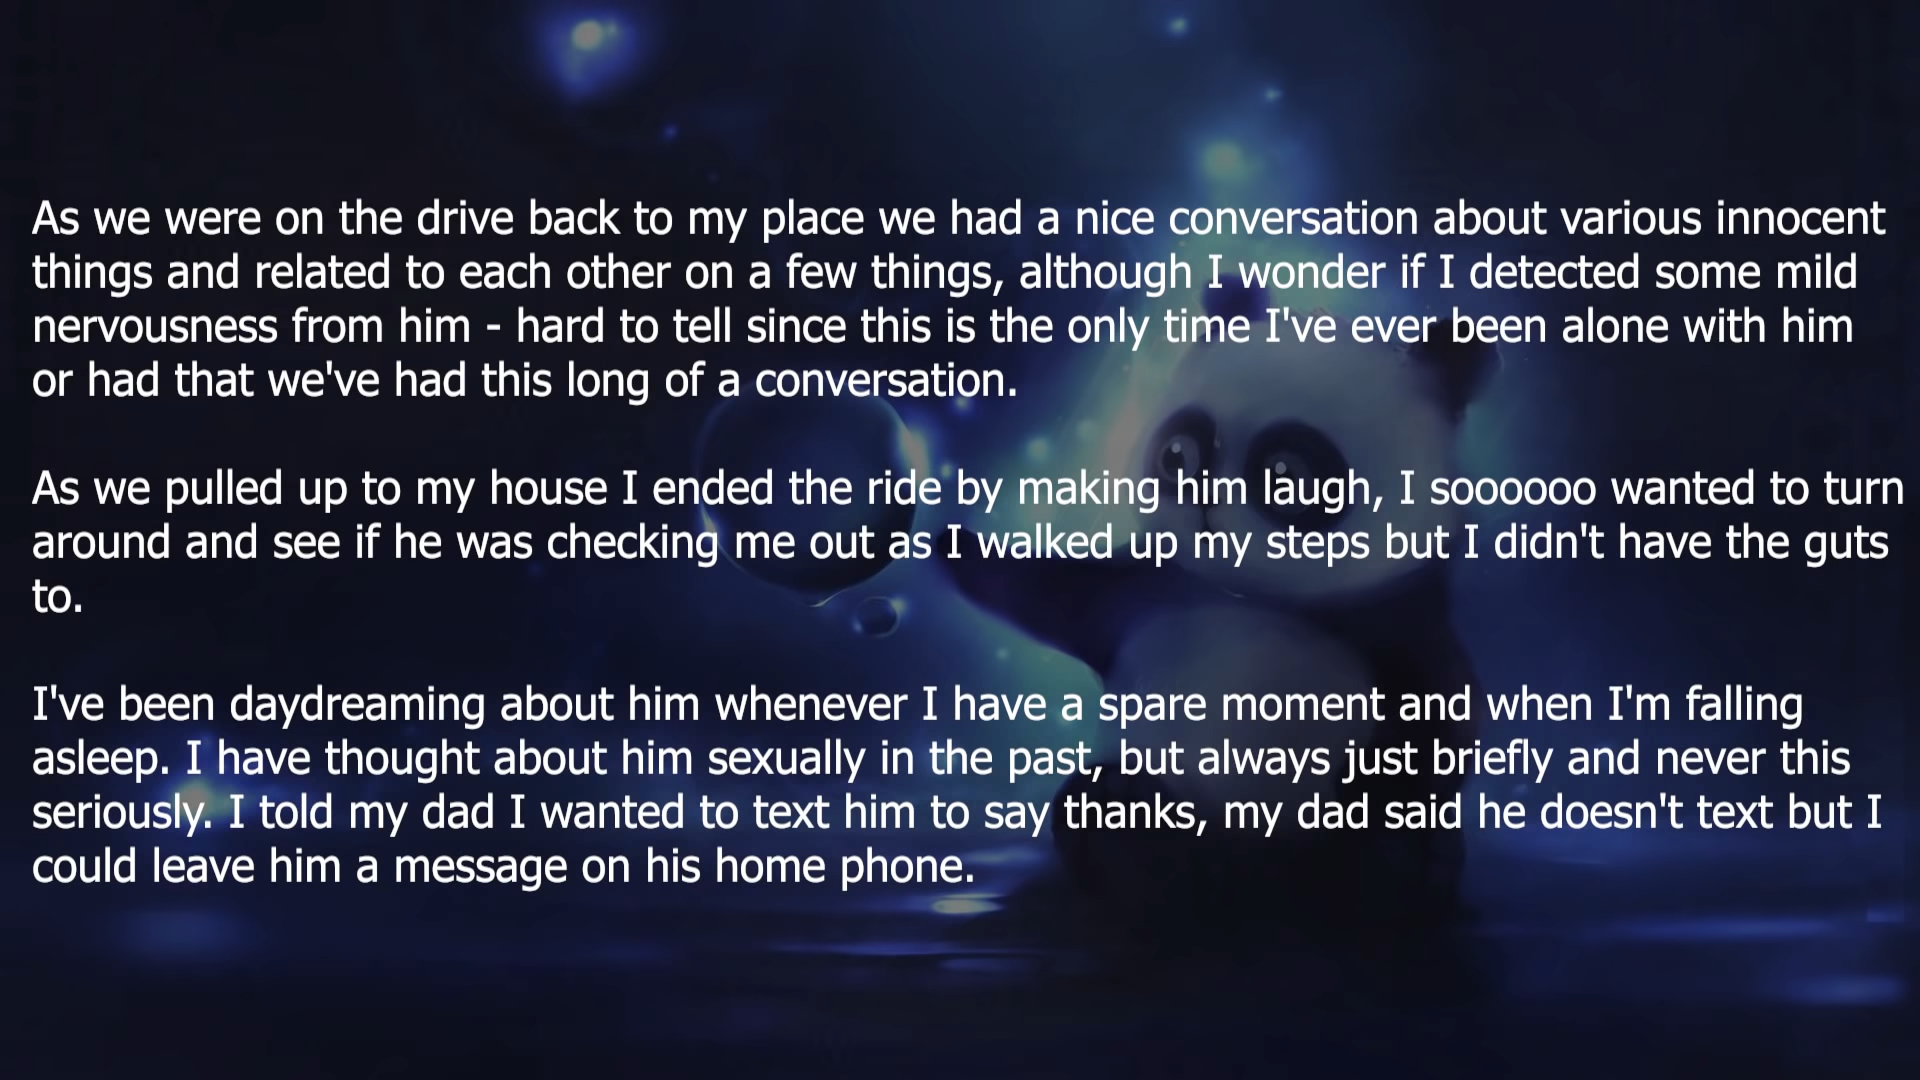 As we were on the drive back to my place we had a nice conversation about various innocent
things and related to each other on a few things, although I wonder if I detected some mild
nervousness from him - hard to tell since this is the only time I've ever been alone with him
or had that we've had this long of a conversation.
As we pulled up to my house I ended the ride by making him laugh, I soooooo wanted to turn
around and see if he was checking me out as I walked up my steps but I didn't have the guts
to.
I've been daydreaming about him whenever I have a spare moment and when I'm falling
asleep. I have thought about him sexually in the past, but always just briefly and never this
seriously. I told my dad I wanted to text him to say thanks, my dad said he doesn't text but I
could leave him a message on his home phone.